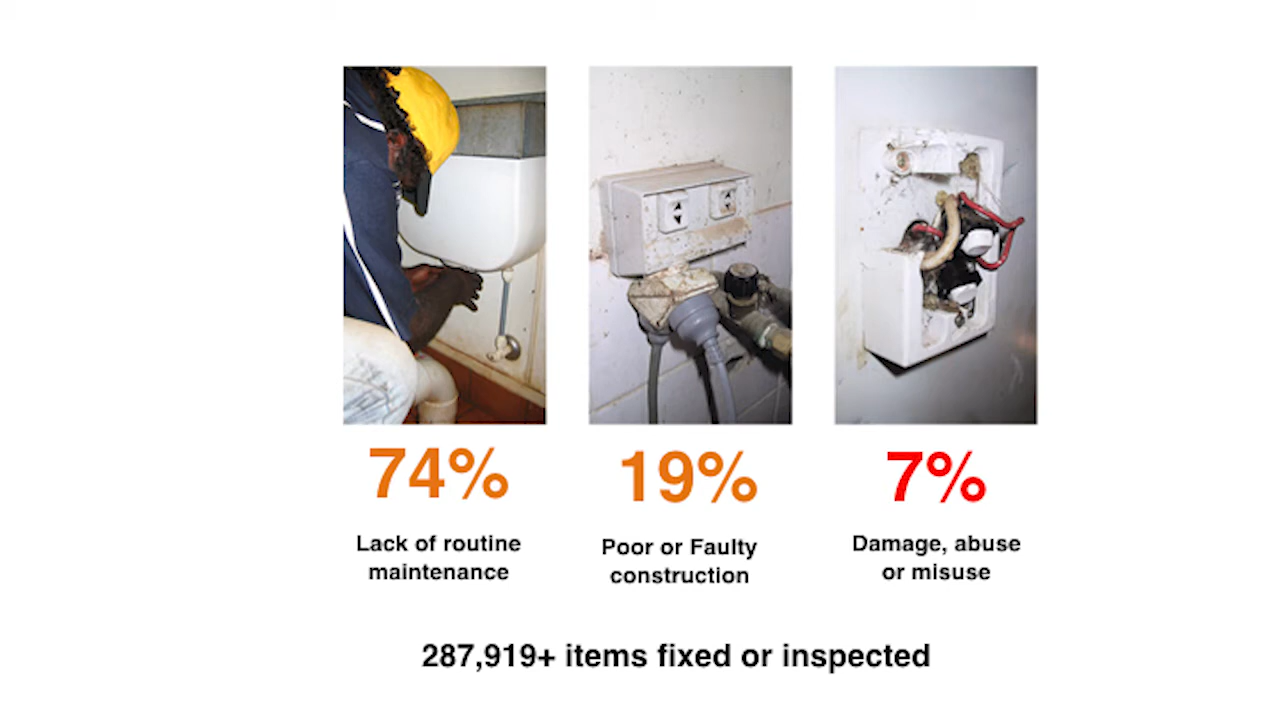 74%
Lack of routine
maintenance
19%
Poor or Faulty
construction
7%
Damage, abuse
or misuse
287,919+ items fixed or inspected